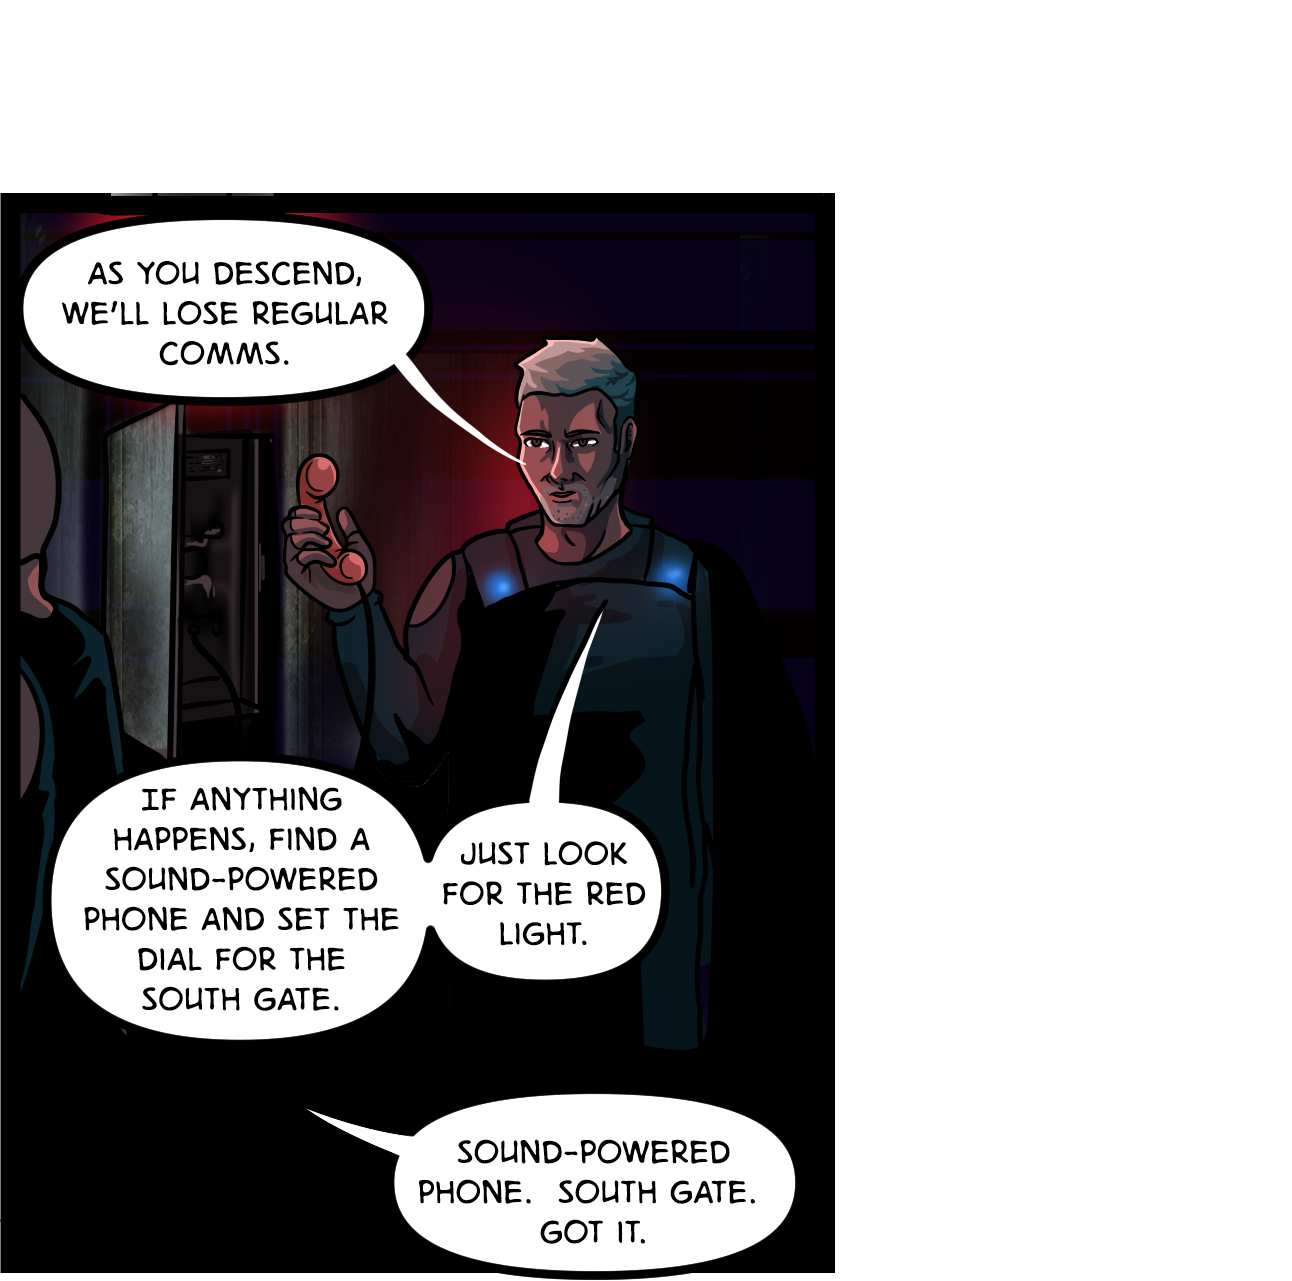 AS YOU DESCEND,
WE'LL LOSE REGULAR
COMMS.
IF ANYTHING
HAPPENS, FIND A
SOUND-POWERED
PHONE AND SET THE
DIAL FOR THE
SOUTH GATE.
JUST LOOK
FOR THE RED
LIGHT.
SOUND-POWERED
PHONE.  SOUTH GATE.
GOT IT.